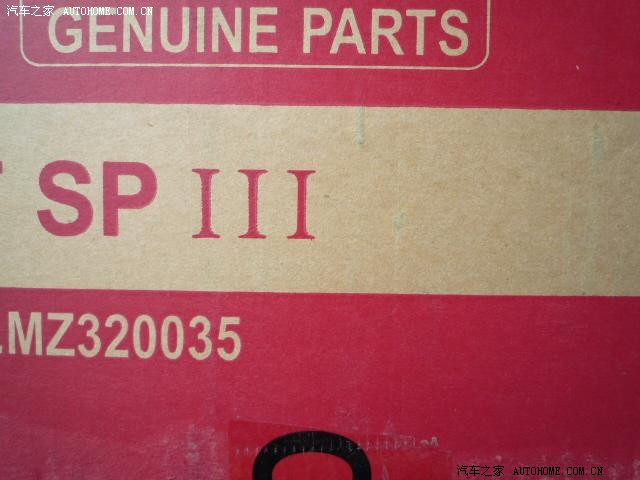 汽车之家 AUTOHOME.COM.CN
GENUINE PARTS
SP III
.MZ320035
汽车之家 AUTOHOME.COM.CN